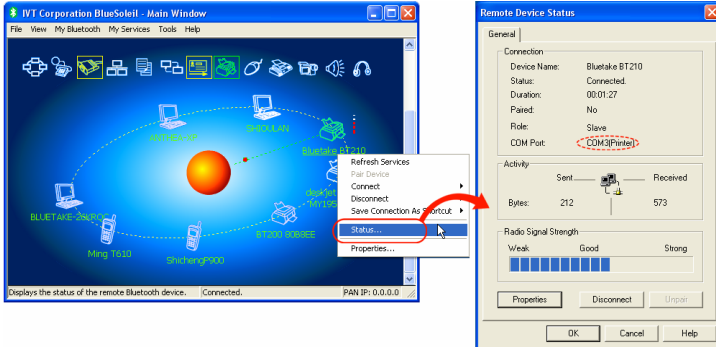 IVT Corporation BlueSoleil - Main Window
File View My Bluetooth My Services Tools Help
SHIDULAN
Bluetake BT210
deskjet
"MY195
BT200 80B8EE
BLUETAKE-26KROC
Ming T610
ShichengP900
Refresh Services
Pair Device
Connect
Disconnect
Save Connection As Shortcut
Status...
Properties...
Displays the status of the remote Bluetooth device. Connected. PAN IP: 0.0.0.0
Remote Device Status
General
Connection
Device Name: Bluetake BT210
Status: Connected.
Duration: 00:01:27
Paired: No
Role: Slave
COM Port: COM3(Printer)
Activity
Sent Received
Bytes: 212 573
Radio Signal Strength
Weak Good Strong
Properties Disconnect Unpair
OK Cancel Help